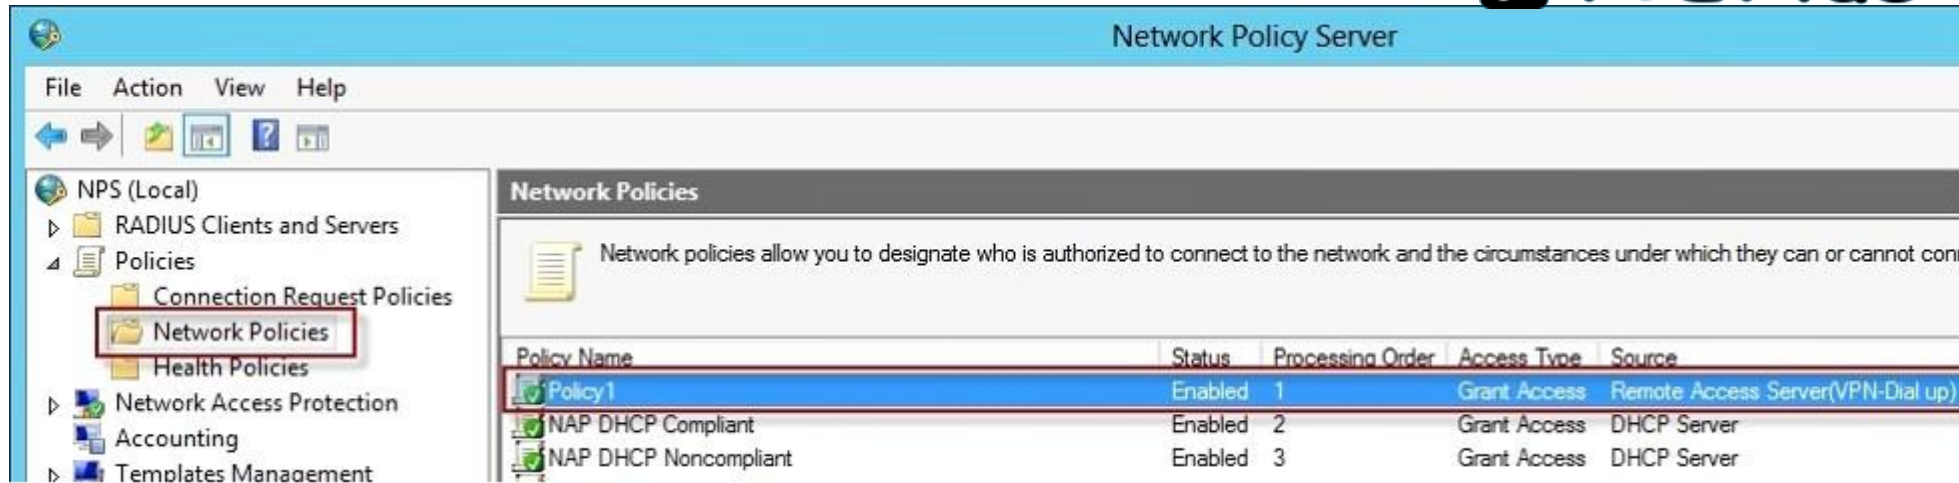 Network Policy Server
File Action View Help
NPS (Local)
RADIUS Clients and Servers
Policies
Connection Request Policies
Network Policies
Health Policies
Network Access Protection
Accounting
Templates Management
Network Policies
Network policies allow you to designate who is authorized to connect to the network and the circumstances under which they can or cannot con
Policy Name Status Processing Order Access Type Source
Policy1 Enabled 1 Grant Access Remote Access Server(VPN-Dial up)
NAP DHCP Compliant Enabled 2 Grant Access DHCP Server
NAP DHCP Noncompliant Enabled 3 Grant Access DHCP Server